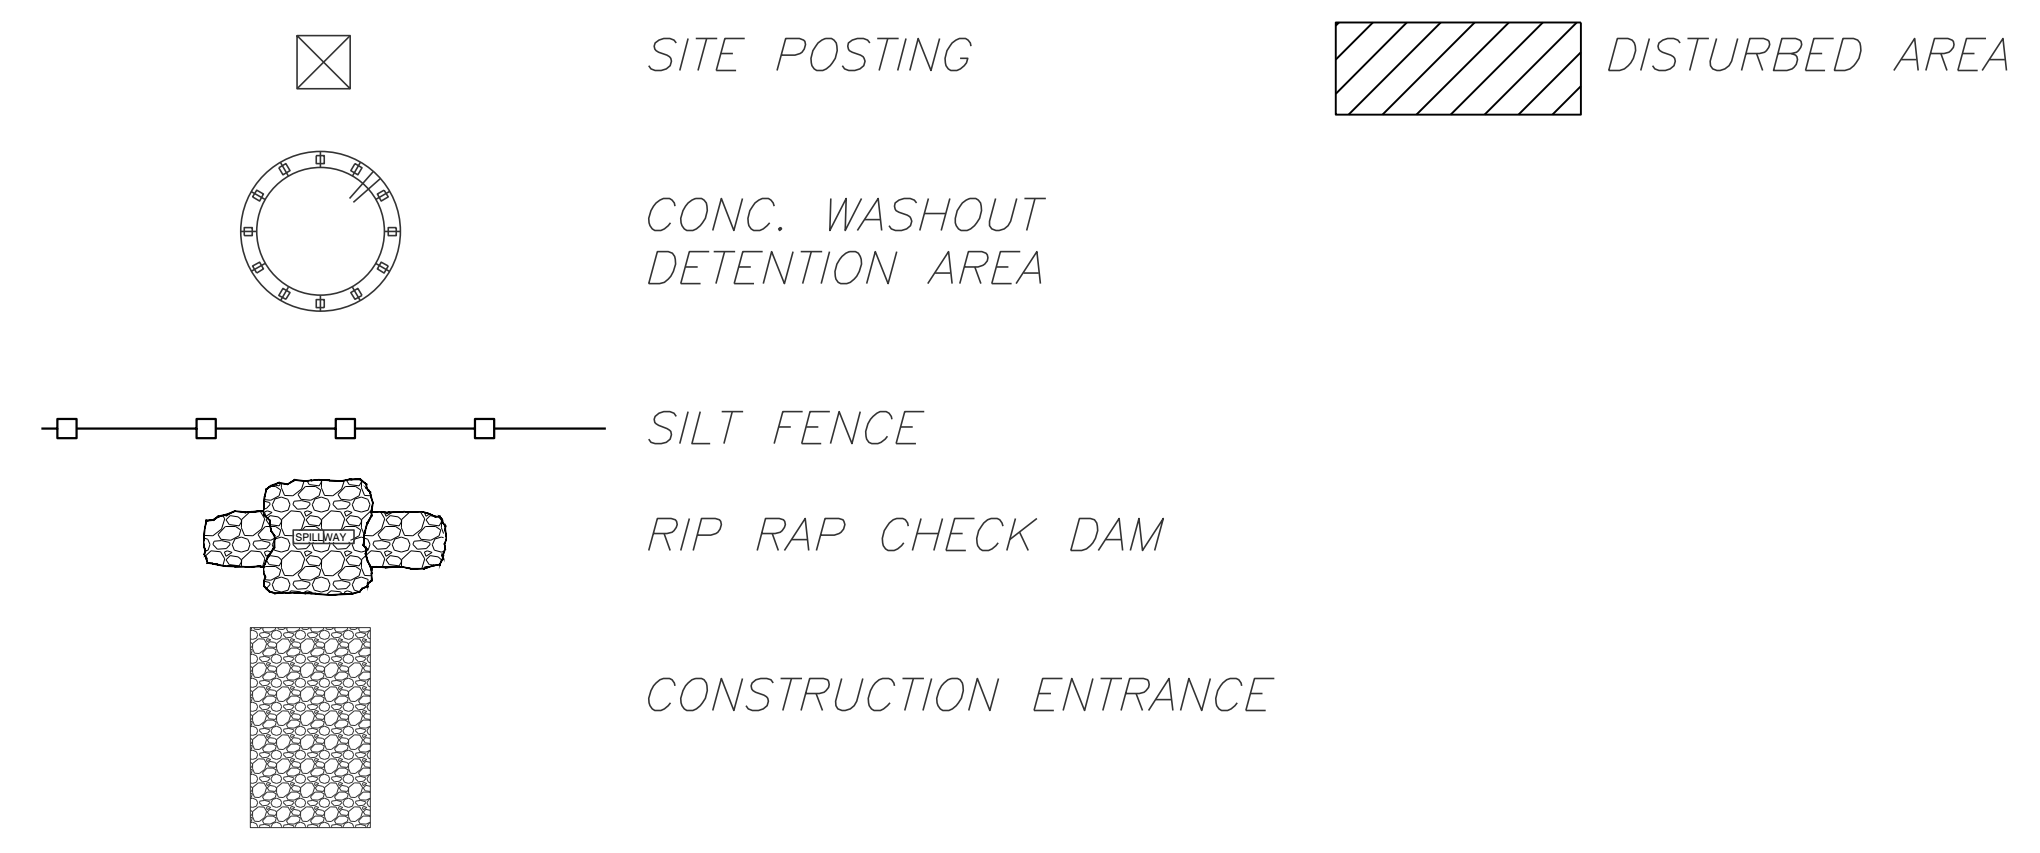 SITE POSTING
DISTURBED AREA
CONC. WASHOUT
DETENTION AREA
SILT FENCE
SPILLWAY
RIP RAP CHECK DAM
CONSTRUCTION ENTRANCE